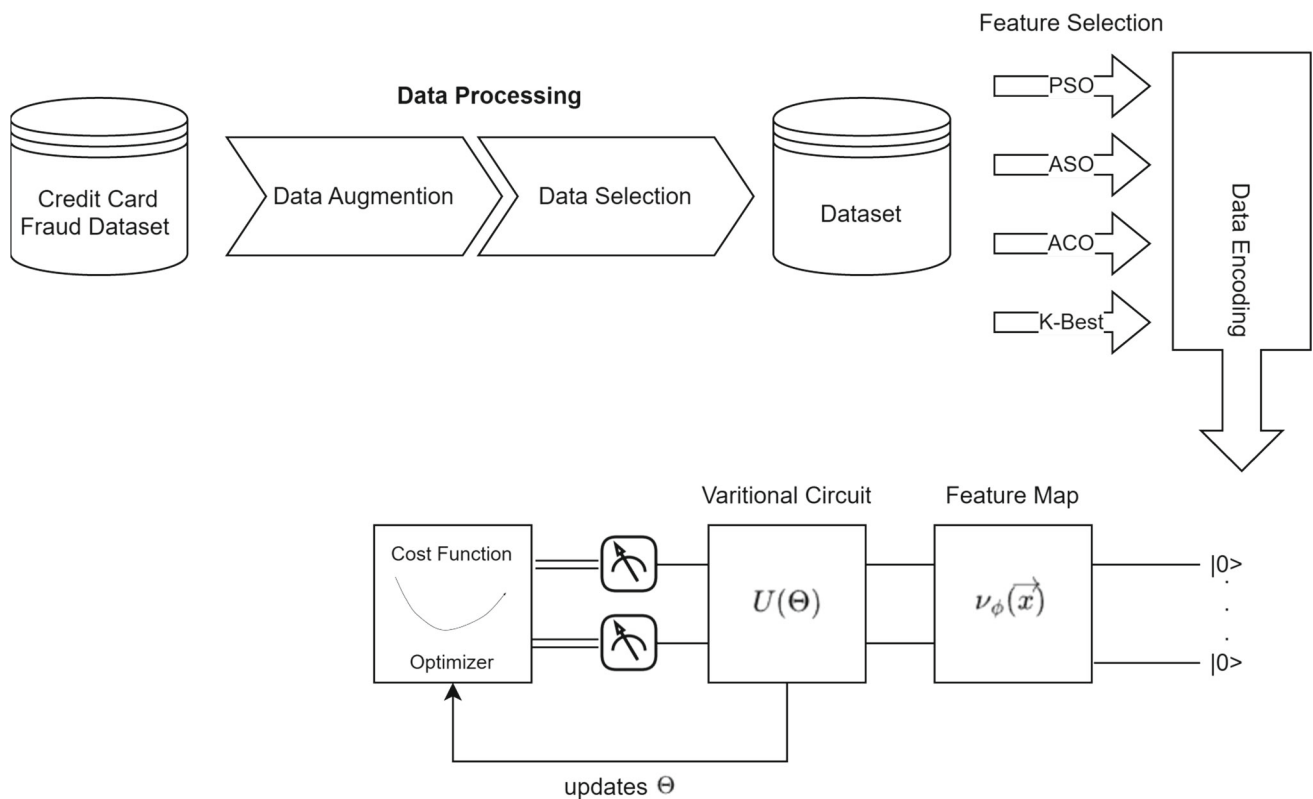 Feature Selection
Data Processing
Credit Card
Fraud Dataset
Data Augmention
Data Selection
Dataset
PSO
ASO
ACO
K-Best
Data Encoding
Varitional Circuit
Feature Map
Cost Function
Optimizer
U(Θ)
ν_ϕ(x⃗)
|0>
.
.
.
|0>
updates Θ